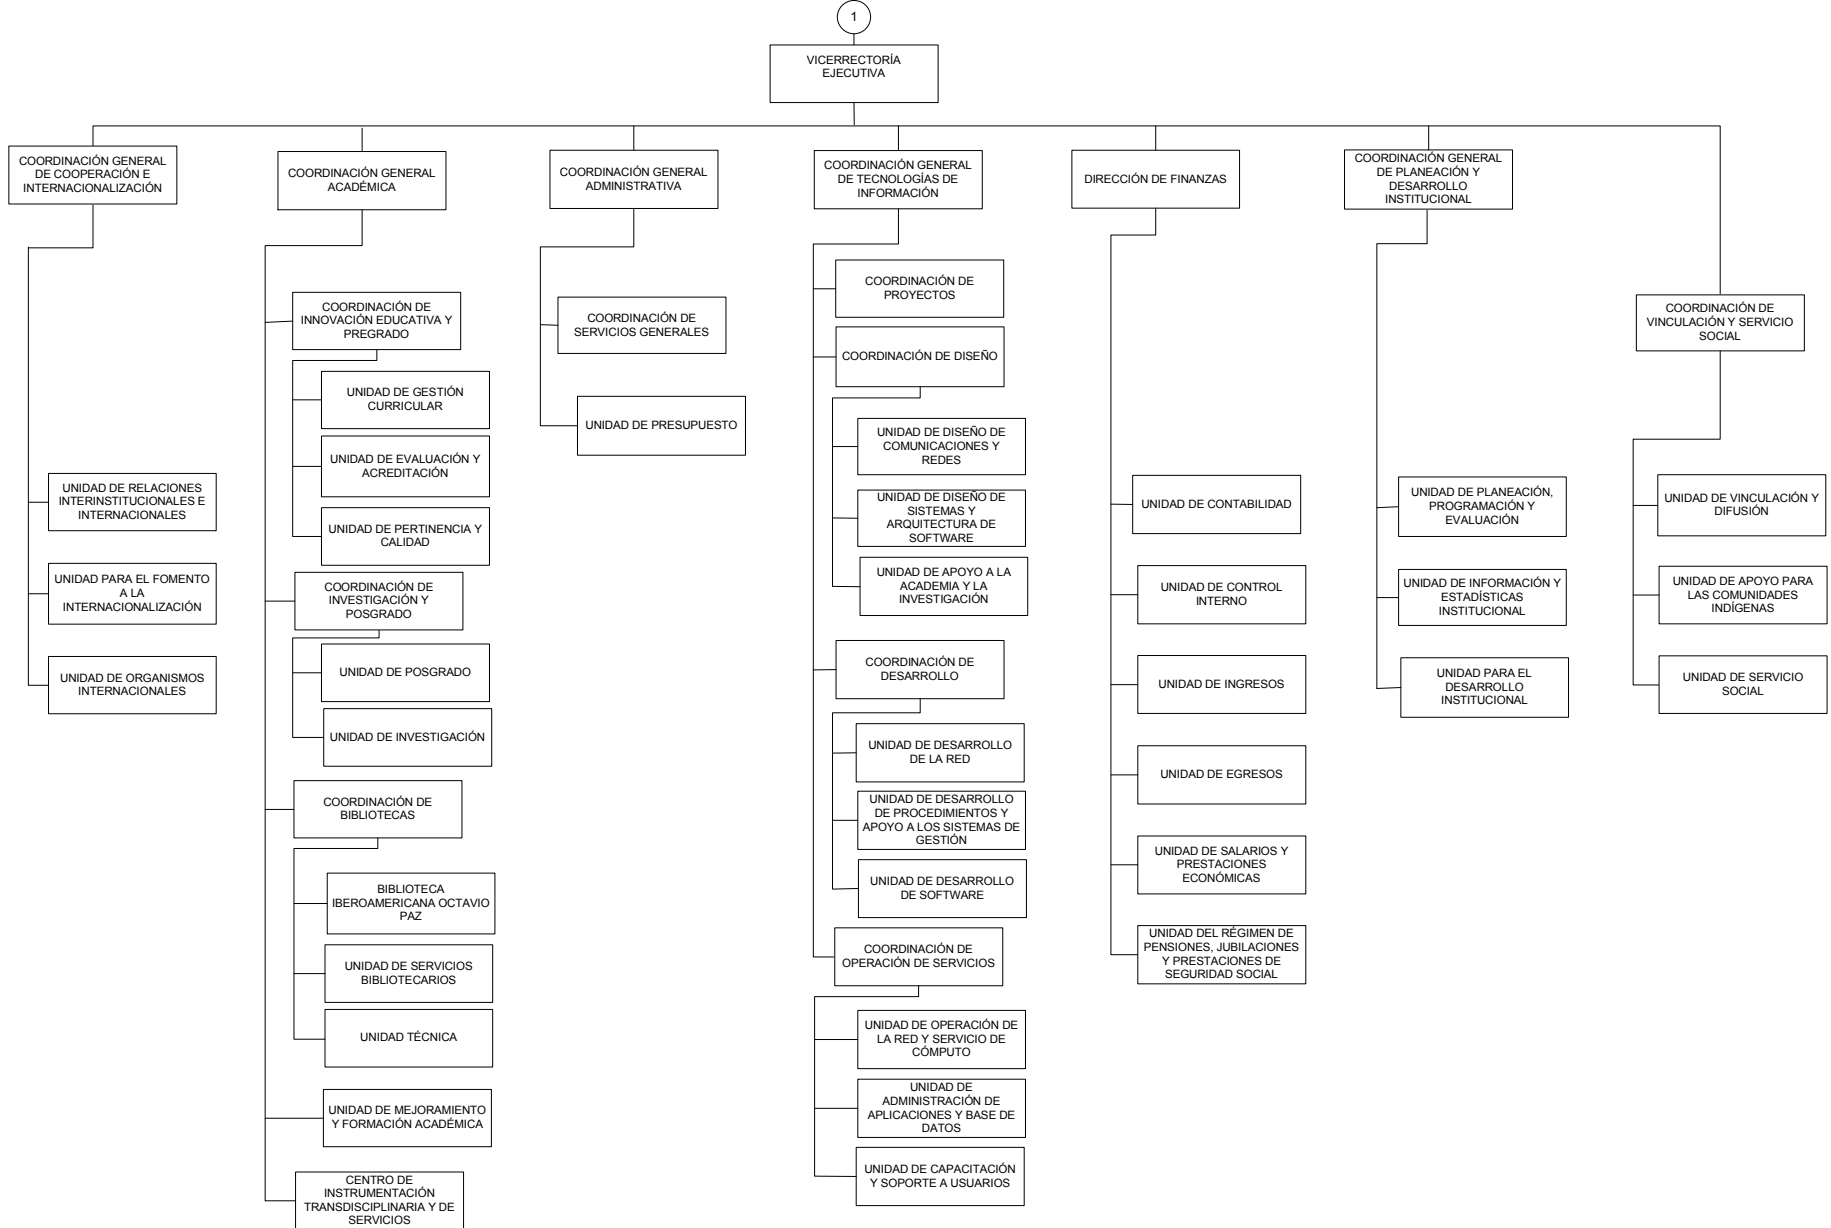 1
VICERRECTORÍA
EJECUTIVA
COORDINACIÓN GENERAL
DE COOPERACIÓN E
INTERNACIONALIZACIÓN
UNIDAD DE RELACIONES
INTERINSTITUCIONALES E
INTERNACIONALES
UNIDAD PARA EL FOMENTO
A LA
INTERNACIONALIZACIÓN
UNIDAD DE ORGANISMOS
INTERNACIONALES
COORDINACIÓN GENERAL
ACADÉMICA
COORDINACIÓN DE
INNOVACIÓN EDUCATIVA Y
PREGRADO
UNIDAD DE GESTIÓN
CURRICULAR
UNIDAD DE EVALUACIÓN Y
ACREDITACIÓN
UNIDAD DE PERTINENCIA Y
CALIDAD
COORDINACIÓN DE
INVESTIGACIÓN Y
POSGRADO
UNIDAD DE POSGRADO
UNIDAD DE INVESTIGACIÓN
COORDINACIÓN DE
BIBLIOTECAS
BIBLIOTECA
IBEROAMERICANA OCTAVIO
PAZ
UNIDAD DE SERVICIOS
BIBLIOTECARIOS
UNIDAD TÉCNICA
UNIDAD DE MEJORAMIENTO
Y FORMACIÓN ACADÉMICA
CENTRO DE
INSTRUMENTACIÓN
TRANSDISCIPLINARIA Y DE
SERVICIOS
COORDINACIÓN GENERAL
ADMINISTRATIVA
COORDINACIÓN DE
SERVICIOS GENERALES
UNIDAD DE PRESUPUESTO
COORDINACIÓN GENERAL
DE TECNOLOGÍAS DE
INFORMACIÓN
COORDINACIÓN DE
PROYECTOS
COORDINACIÓN DE DISEÑO
UNIDAD DE DISEÑO DE
COMUNICACIONES Y
REDES
UNIDAD DE DISEÑO DE
SISTEMAS Y
ARQUITECTURA DE
SOFTWARE
UNIDAD DE APOYO A LA
ACADEMIA Y LA
INVESTIGACIÓN
COORDINACIÓN DE
DESARROLLO
UNIDAD DE DESARROLLO
DE LA RED
UNIDAD DE DESARROLLO
DE PROCEDIMIENTOS Y
APOYO A LOS SISTEMAS DE
GESTIÓN
UNIDAD DE DESARROLLO
DE SOFTWARE
COORDINACIÓN DE
OPERACIÓN DE SERVICIOS
UNIDAD DE OPERACIÓN DE
LA RED Y SERVICIO DE
CÓMPUTO
UNIDAD DE
ADMINISTRACIÓN DE
APLICACIONES Y BASE DE
DATOS
UNIDAD DE CAPACITACIÓN
Y SOPORTE A USUARIOS
DIRECCIÓN DE FINANZAS
UNIDAD DE CONTABILIDAD
UNIDAD DE CONTROL
INTERNO
UNIDAD DE INGRESOS
UNIDAD DE EGRESOS
UNIDAD DE SALARIOS Y
PRESTACIONES
ECONÓMICAS
UNIDAD DEL RÉGIMEN DE
PENSIONES, JUBILACIONES
Y PRESTACIONES DE
SEGURIDAD SOCIAL
COORDINACIÓN GENERAL
DE PLANEACIÓN Y
DESARROLLO
INSTITUCIONAL
UNIDAD DE PLANEACIÓN,
PROGRAMACIÓN Y
EVALUACIÓN
UNIDAD DE INFORMACIÓN Y
ESTADÍSTICAS
INSTITUCIONAL
UNIDAD PARA EL
DESARROLLO
INSTITUCIONAL
COORDINACIÓN DE
VINCULACIÓN Y SERVICIO
SOCIAL
UNIDAD DE VINCULACIÓN Y
DIFUSIÓN
UNIDAD DE APOYO PARA
LAS COMUNIDADES
INDÍGENAS
UNIDAD DE SERVICIO
SOCIAL